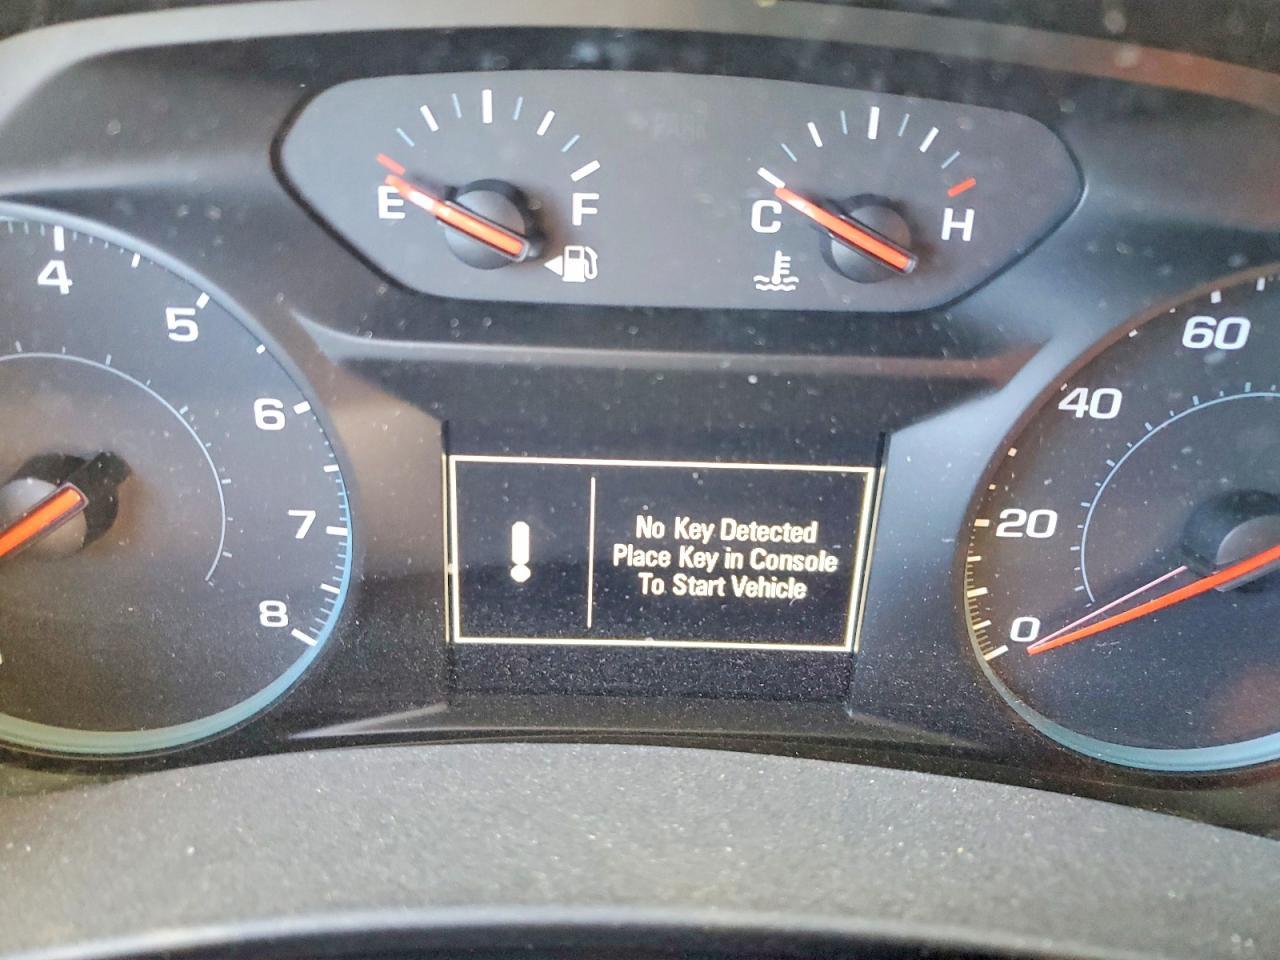 E
F
C
H
4
5
6
7
8
60
40
20
0
No Key Detected
Place Key in Console
To Start Vehicle